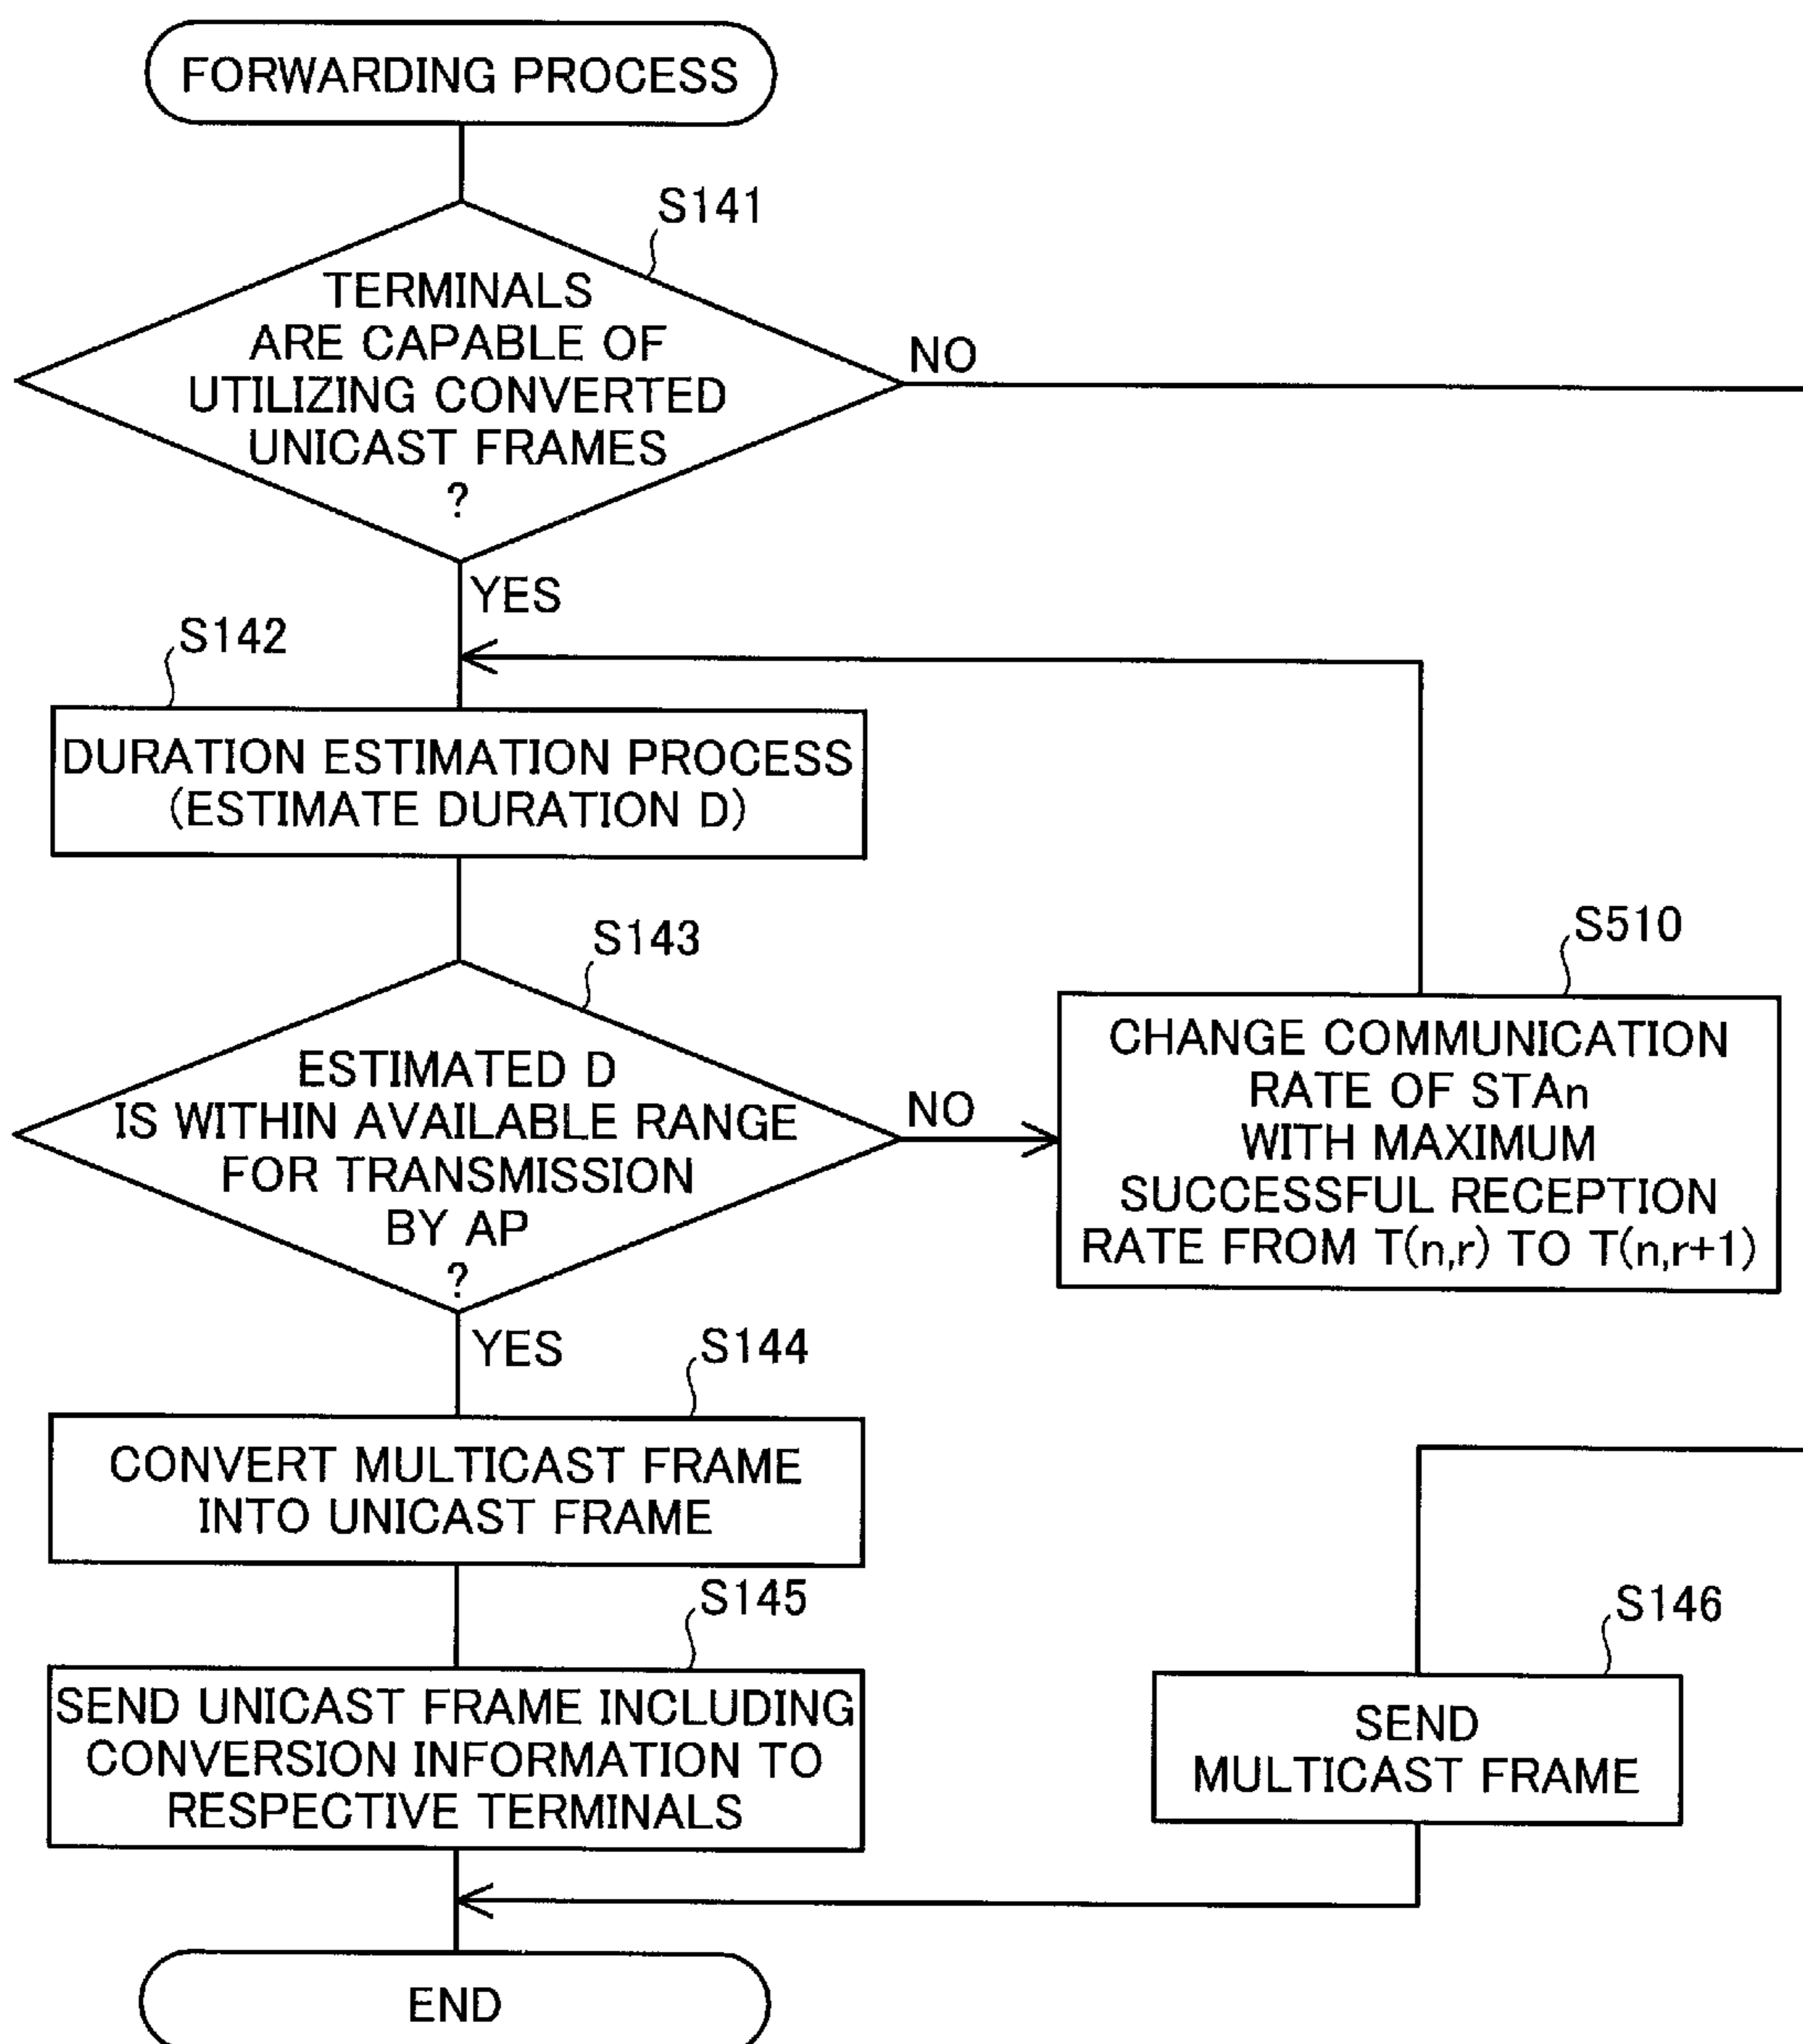 FORWARDING PROCESS
S141
TERMINALS
ARE CAPABLE OF
UTILIZING CONVERTED
UNICAST FRAMES
?
NO
YES
S142
DURATION ESTIMATION PROCESS
(ESTIMATE DURATION D)
S143
ESTIMATED D
IS WITHIN AVAILABLE RANGE
FOR TRANSMISSION
BY AP
?
NO
S510
CHANGE COMMUNICATION
RATE OF STAn
WITH MAXIMUM
SUCCESSFUL RECEPTION
RATE FROM T(n,r) TO T(n,r+1)
YES
S144
CONVERT MULTICAST FRAME
INTO UNICAST FRAME
S145
SEND UNICAST FRAME INCLUDING
CONVERSION INFORMATION TO
RESPECTIVE TERMINALS
S146
SEND
MULTICAST FRAME
END